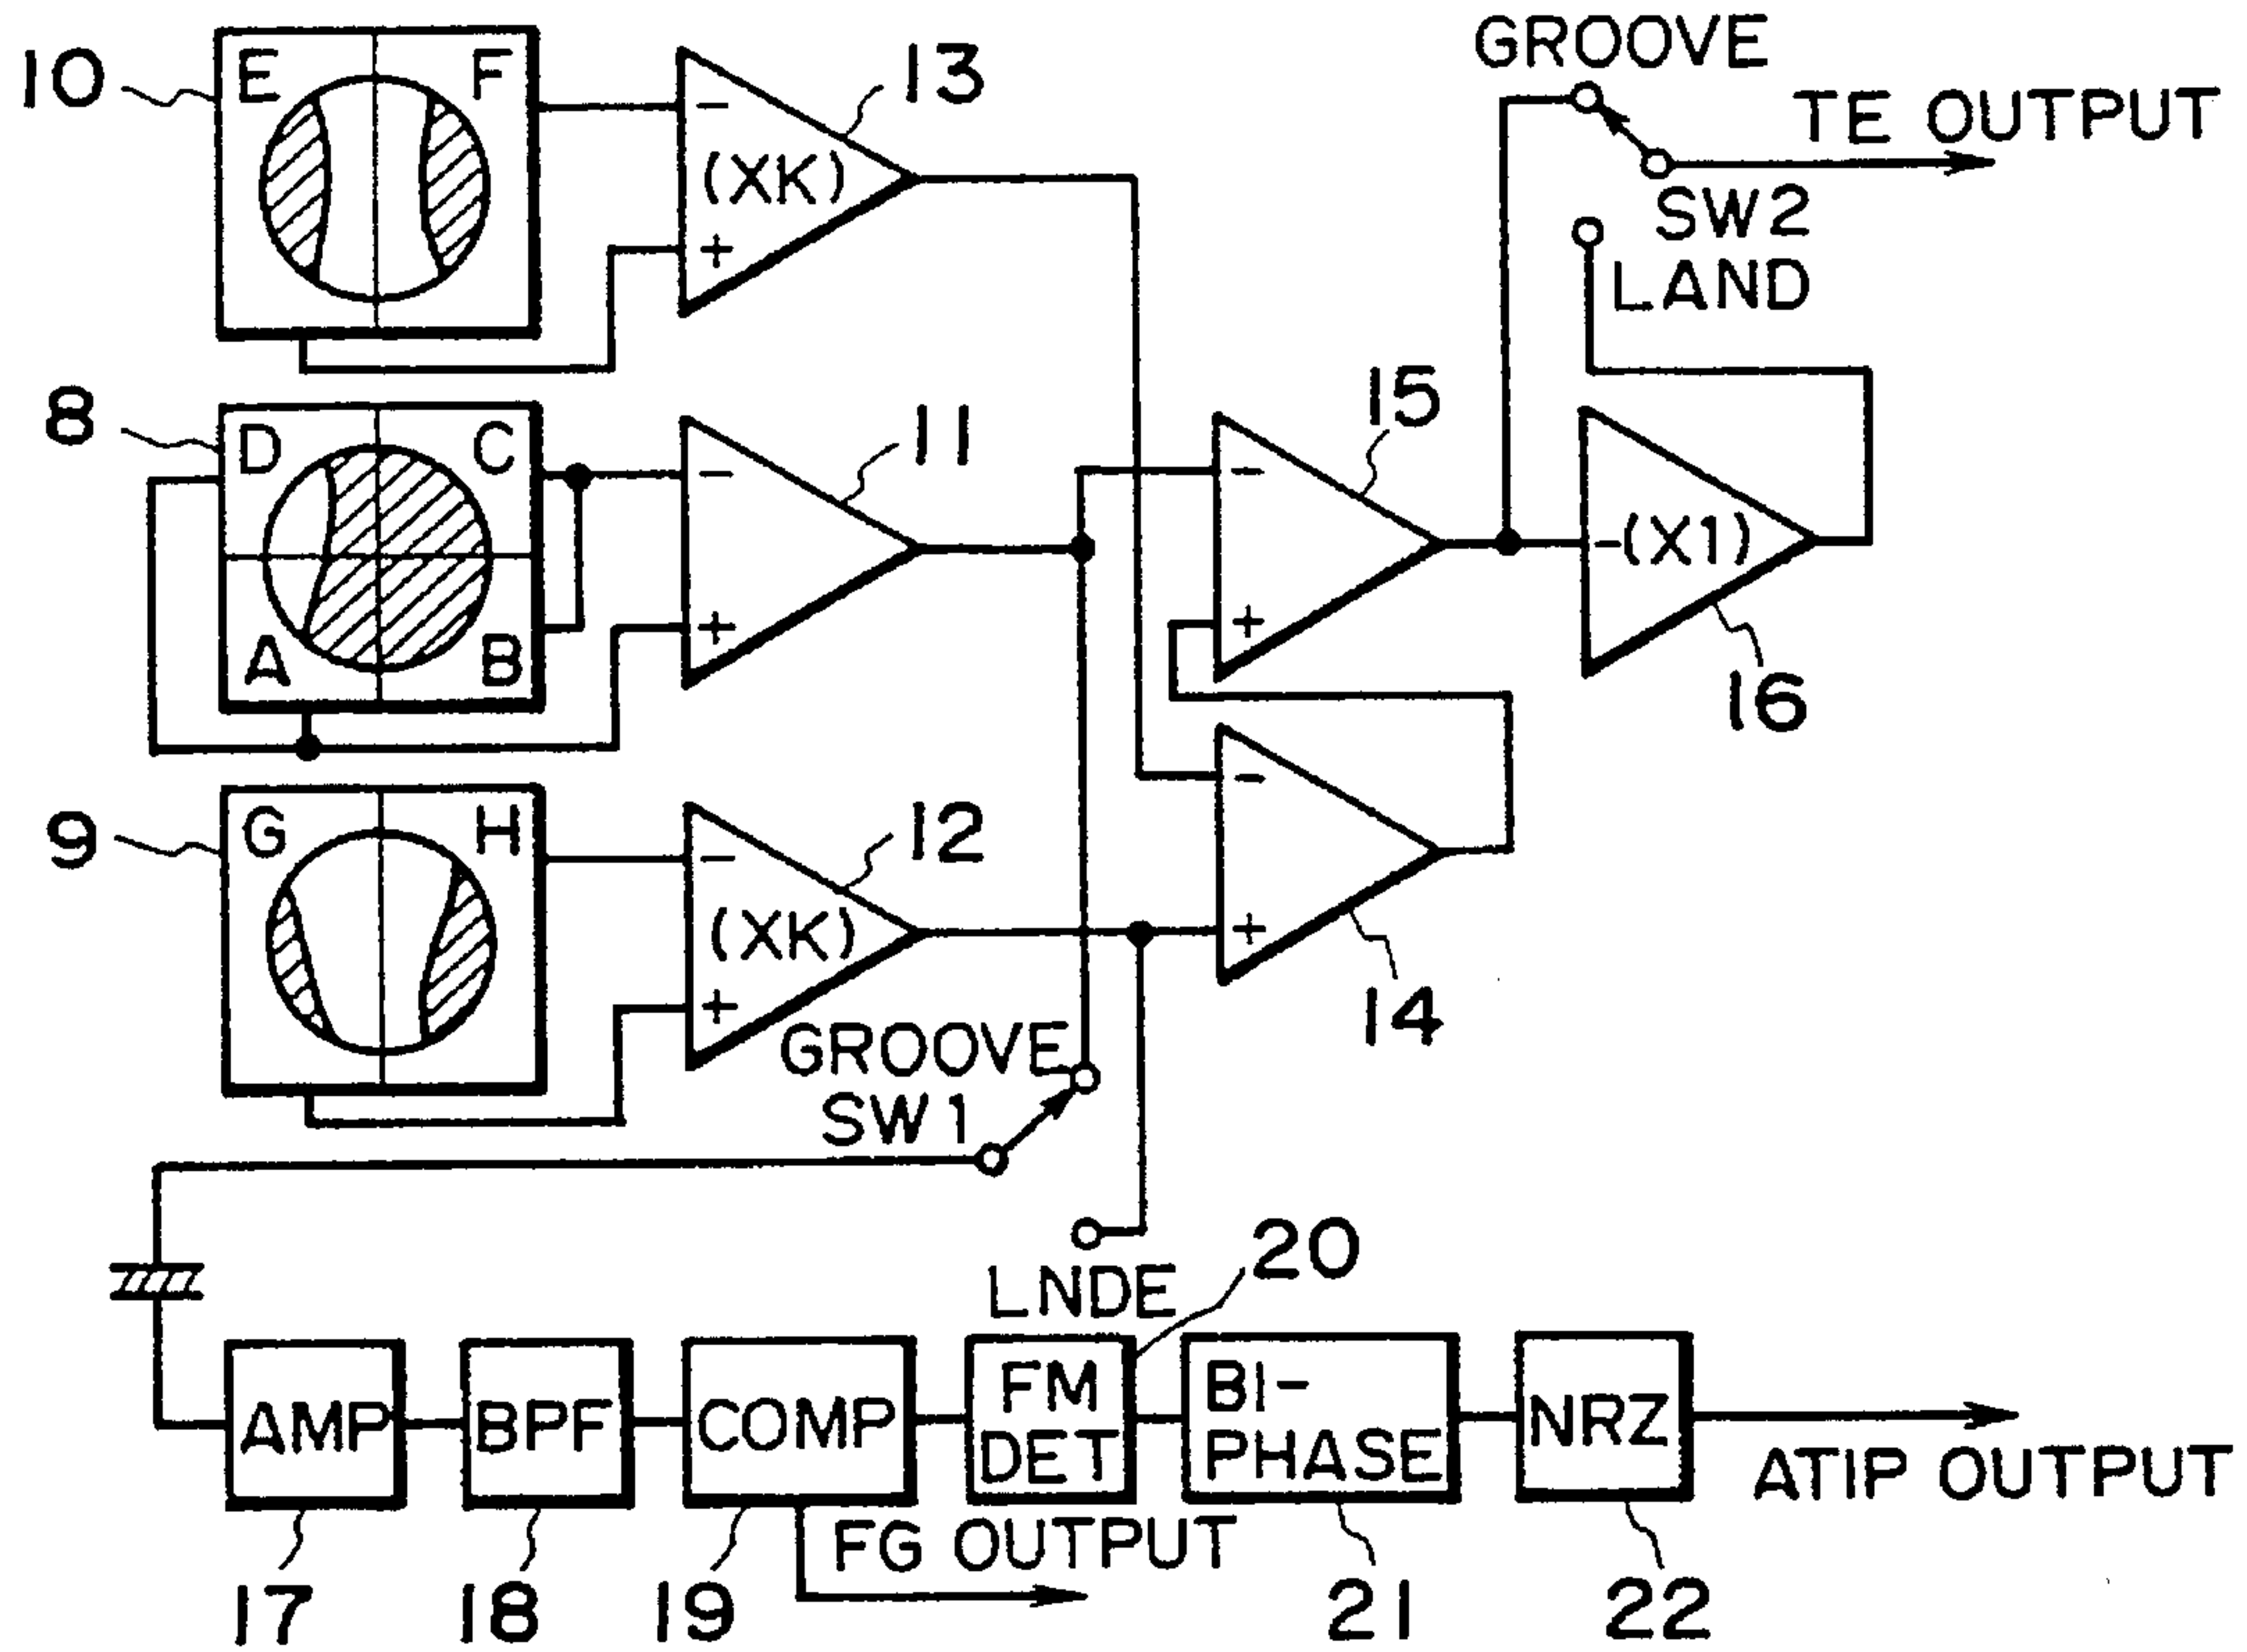 GROOVE
10
E F
13
-
(XK)
+
TE OUTPUT
SW2
LAND
8
D C
A B
11
-
+
15
-
+
-(X1)
16
9
G H
12
-
(XK)
+
-
+
14
GROOVE
SW1
LNDE
20
AMP
BPF
COMP
FM
DET
BI-
PHASE
NRZ
ATIP OUTPUT
FG OUTPUT
17
18
19
21
22